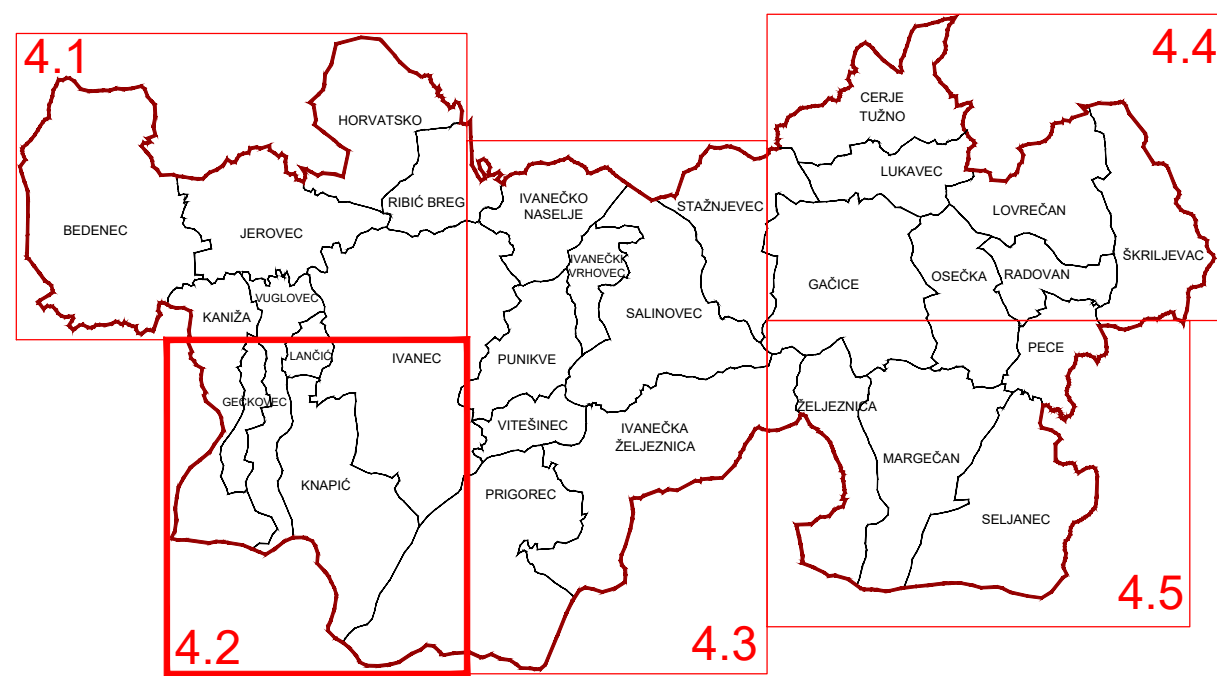 4.1
4.4
CERJE
TUŽNO
HORVATSKO
LUKAVEC
RIBIĆ BREG
IVANEČKO
NASELJE
STAŽNJEVEC
LOVREČAN
BEDENEC
JEROVEC
IVANEČKI
VRHOVEC
ŠKRILJEVAC
GAČICE
OSEČKA
RADOVAN
VUGLOVEC
KANIŽA
SALINOVEC
LANČIĆ
IVANEC
PUNIKVE
PECE
GEČKOVEC
ŽELJEZNICA
VITEŠINEC
IVANEČKA
ŽELJEZNICA
MARGEČAN
KNAPIĆ
PRIGOREC
SELJANEC
4.5
4.2
4.3